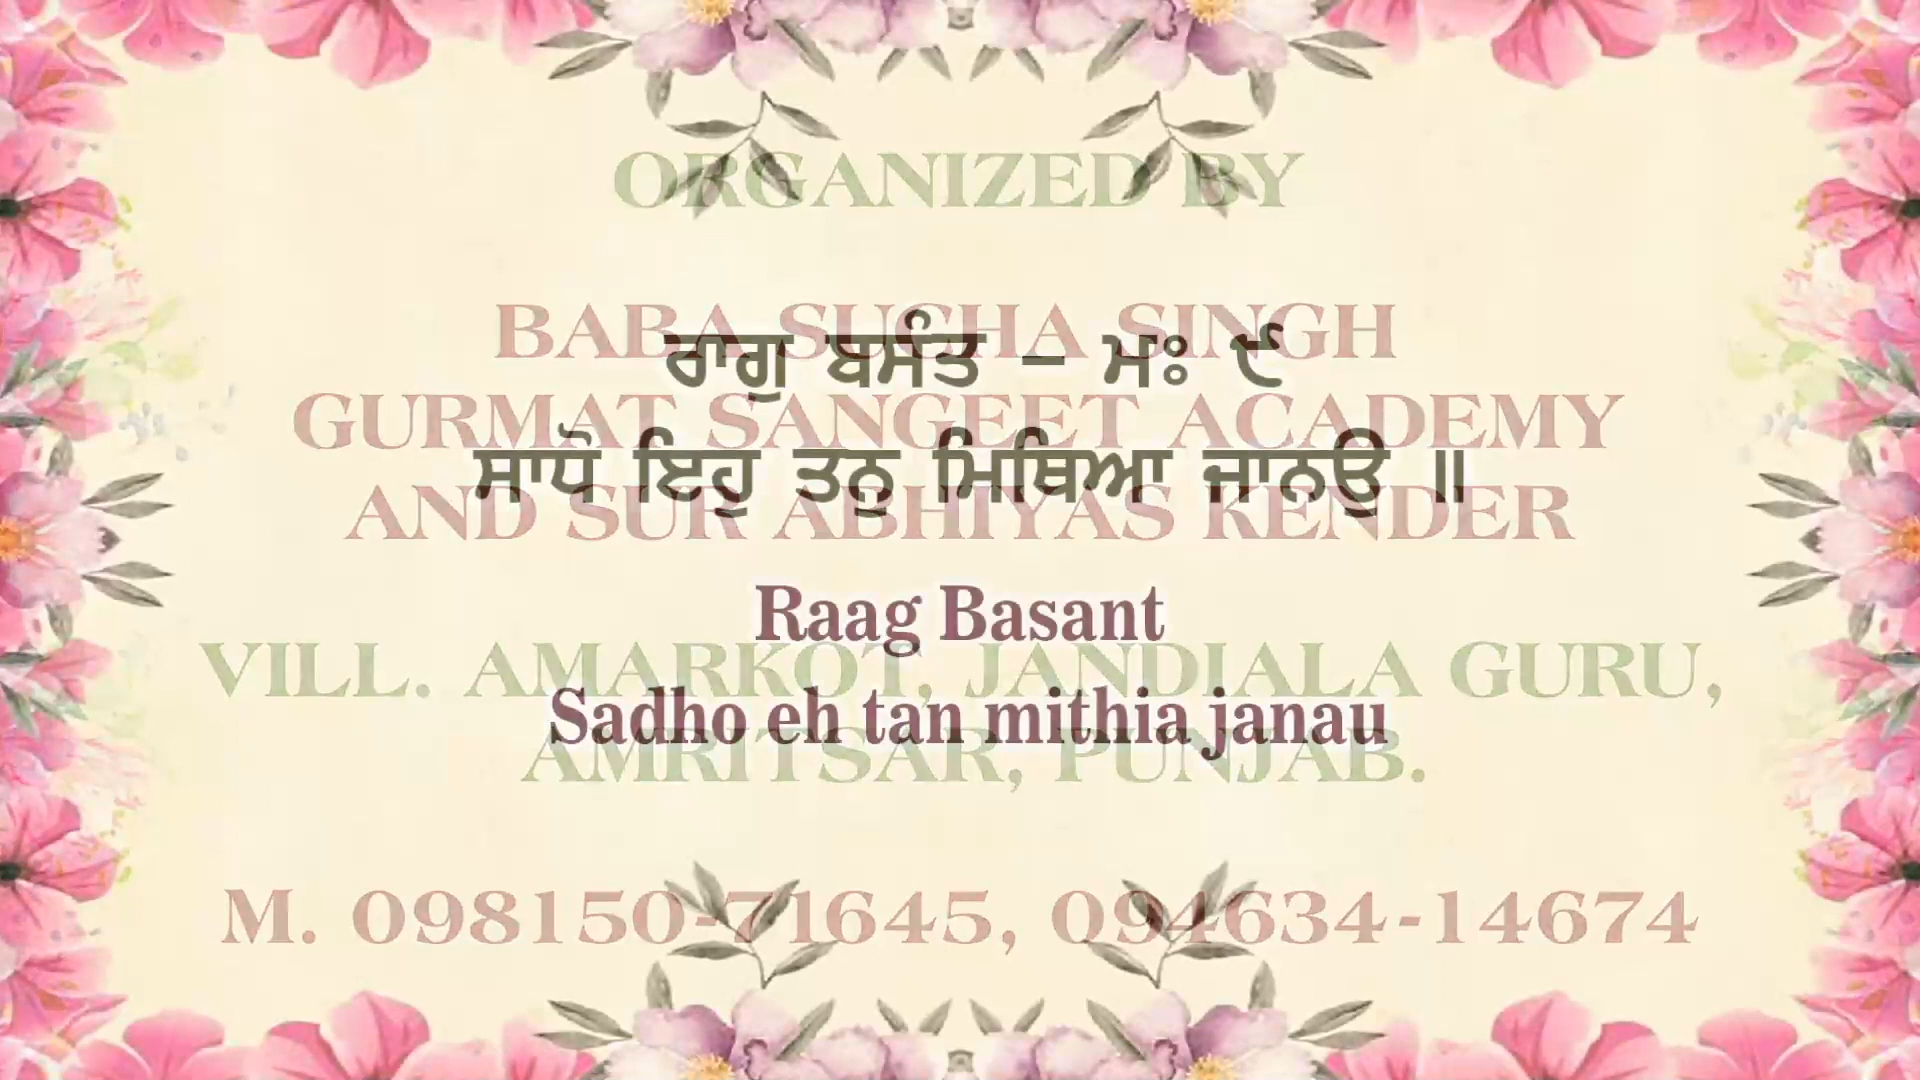 ORGANIZED BY
BABA SUCHA SINGH
ਰਾਗੁ ਬਸੰਤ – ਮਃ ੯
GURMAT SANGEET ACADEMY
ਸਾਧੋ ਇਹੁ ਤਨੁ ਮਿਥਿਆ ਜਾਨਉ ॥
AND SUR ABHIYAS KENDER
Raag Basant
VILL. AMARKOT, JANDIALA GURU,
Sadho eh tan mithia janau
AMRITSAR, PUNJAB.
M. 098150-71645, 094634-14674